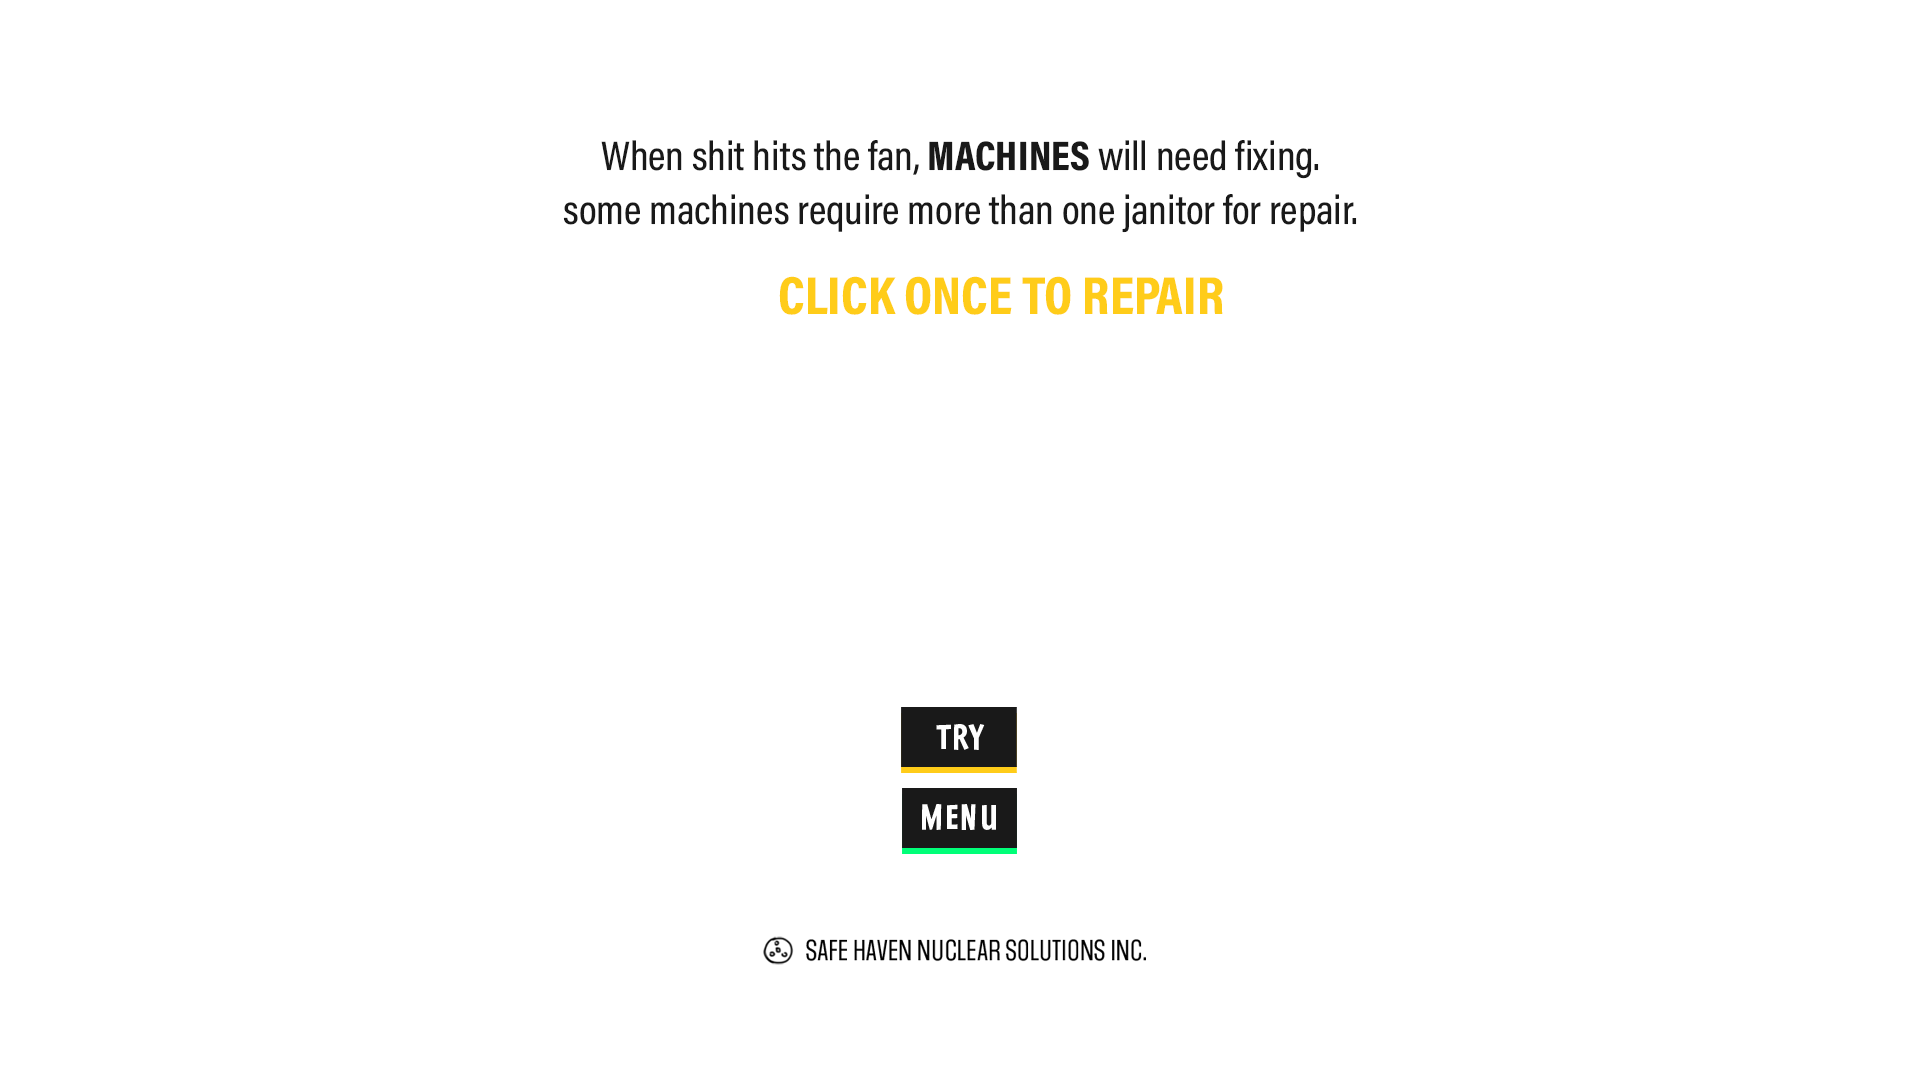 When shit hits the fan, MACHINES will need fixing.
some machines require more than one janitor for repair.
CLICK ONCE TO REPAIR
TRY
MENU
SAFE HAVEN NUCLEAR SOLUTIONS INC.